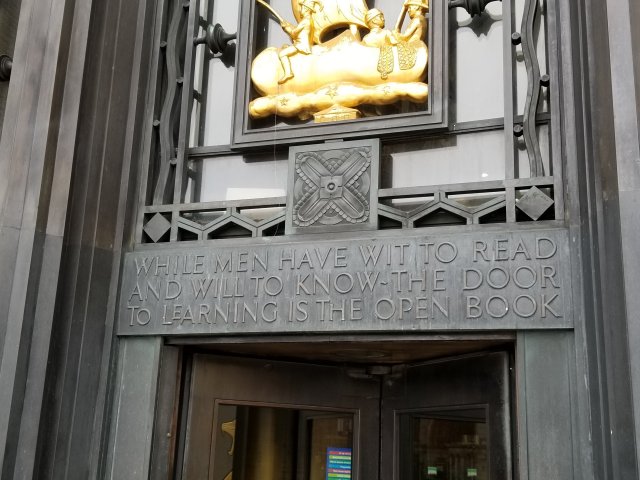 WHILE MEN HAVE WIT TO READ
AND WILL TO KNOW~THE DOOR
TO LEARNING IS THE OPEN BOOK